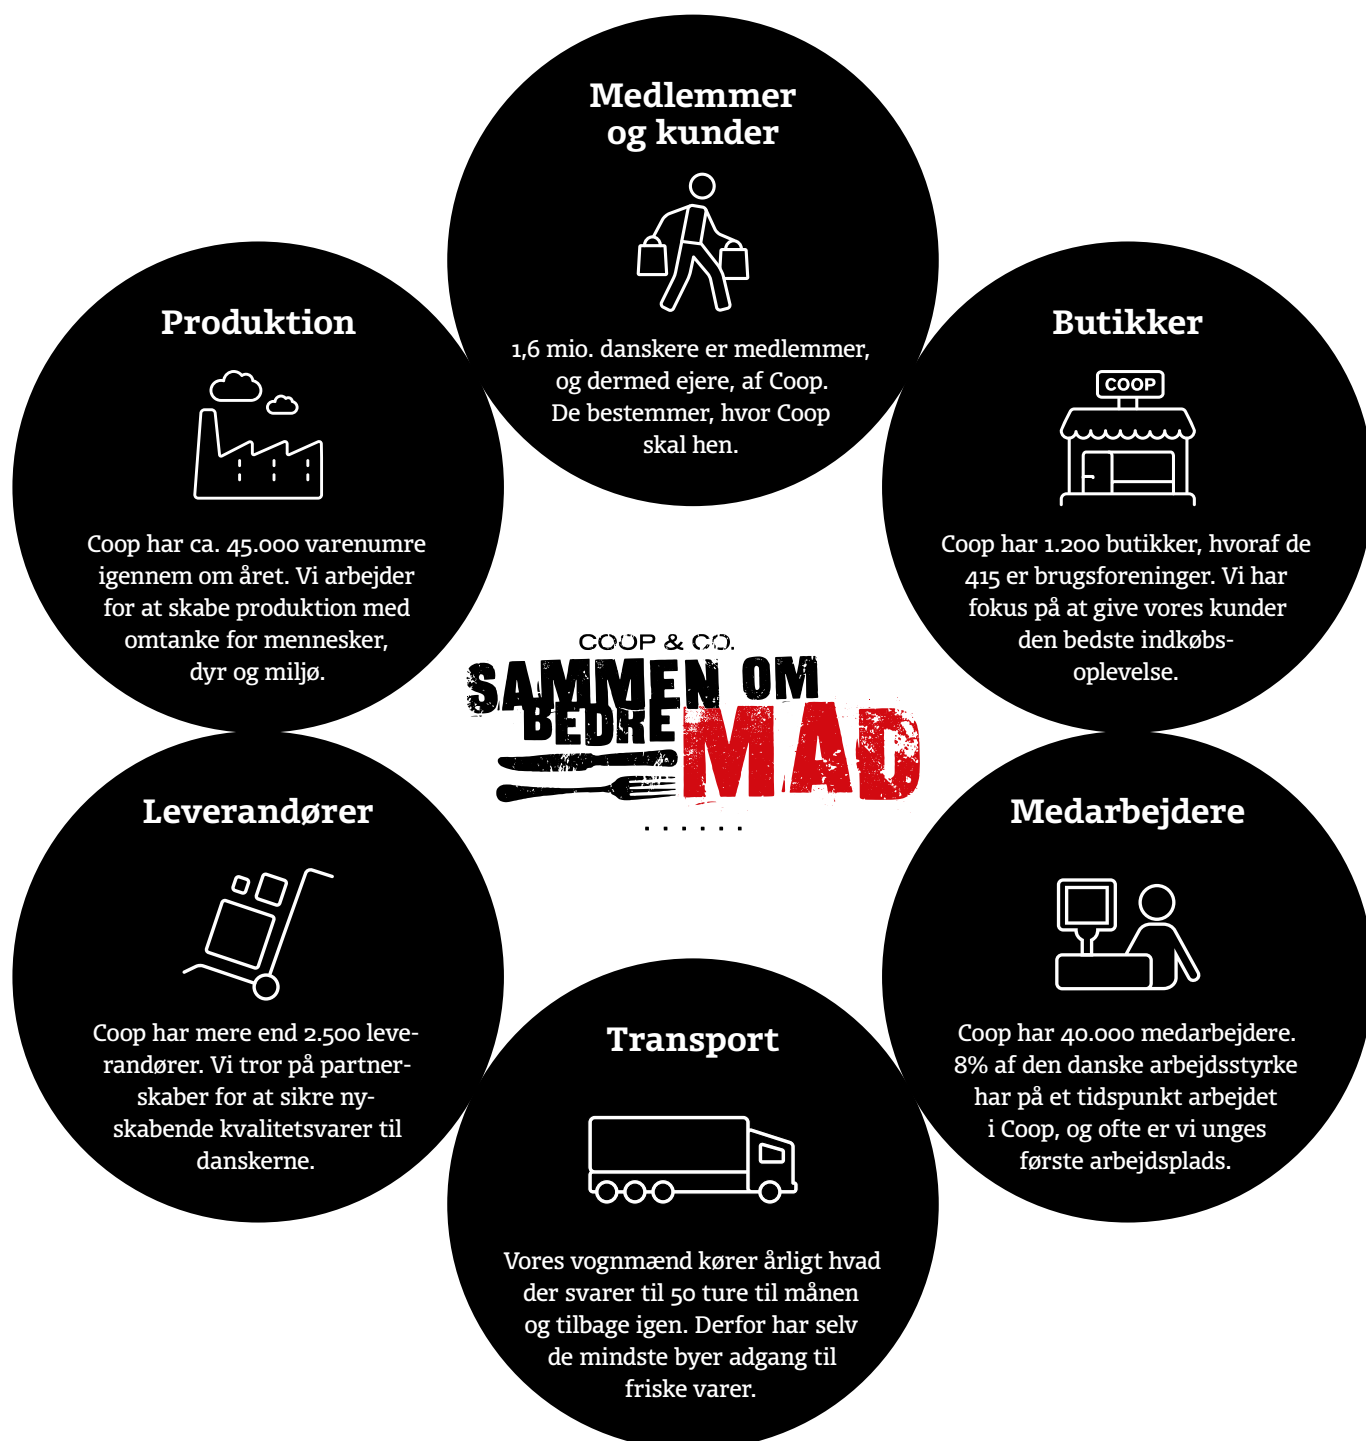 Medlemmer
og kunder
1,6 mio. danskere er medlemmer,
og dermed ejere, af Coop.
De bestemmer, hvor Coop
skal hen.
Produktion
Coop har ca. 45.000 varenumre
igennem om året. Vi arbejder
for at skabe produktion med
omtanke for mennesker,
dyr og miljø.
Butikker
COOP
Coop har 1.200 butikker, hvoraf de
415 er brugsforeninger. Vi har
fokus på at give vores kunder
den bedste indkøbs-
oplevelse.
COOP & CO.
SAMMEN OM
BEDRE MAD
......
Leverandører
Coop har mere end 2.500 leve-
randører. Vi tror på partner-
skaber for at sikre ny-
skabende kvalitetsvarer til
danskerne.
Medarbejdere
Coop har 40.000 medarbejdere.
8% af den danske arbejdsstyrke
har på et tidspunkt arbejdet
i Coop, og ofte er vi unges
første arbejdsplads.
Transport
Vores vognmænd kører årligt hvad
der svarer til 50 ture til månen
og tilbage igen. Derfor har selv
de mindste byer adgang til
friske varer.